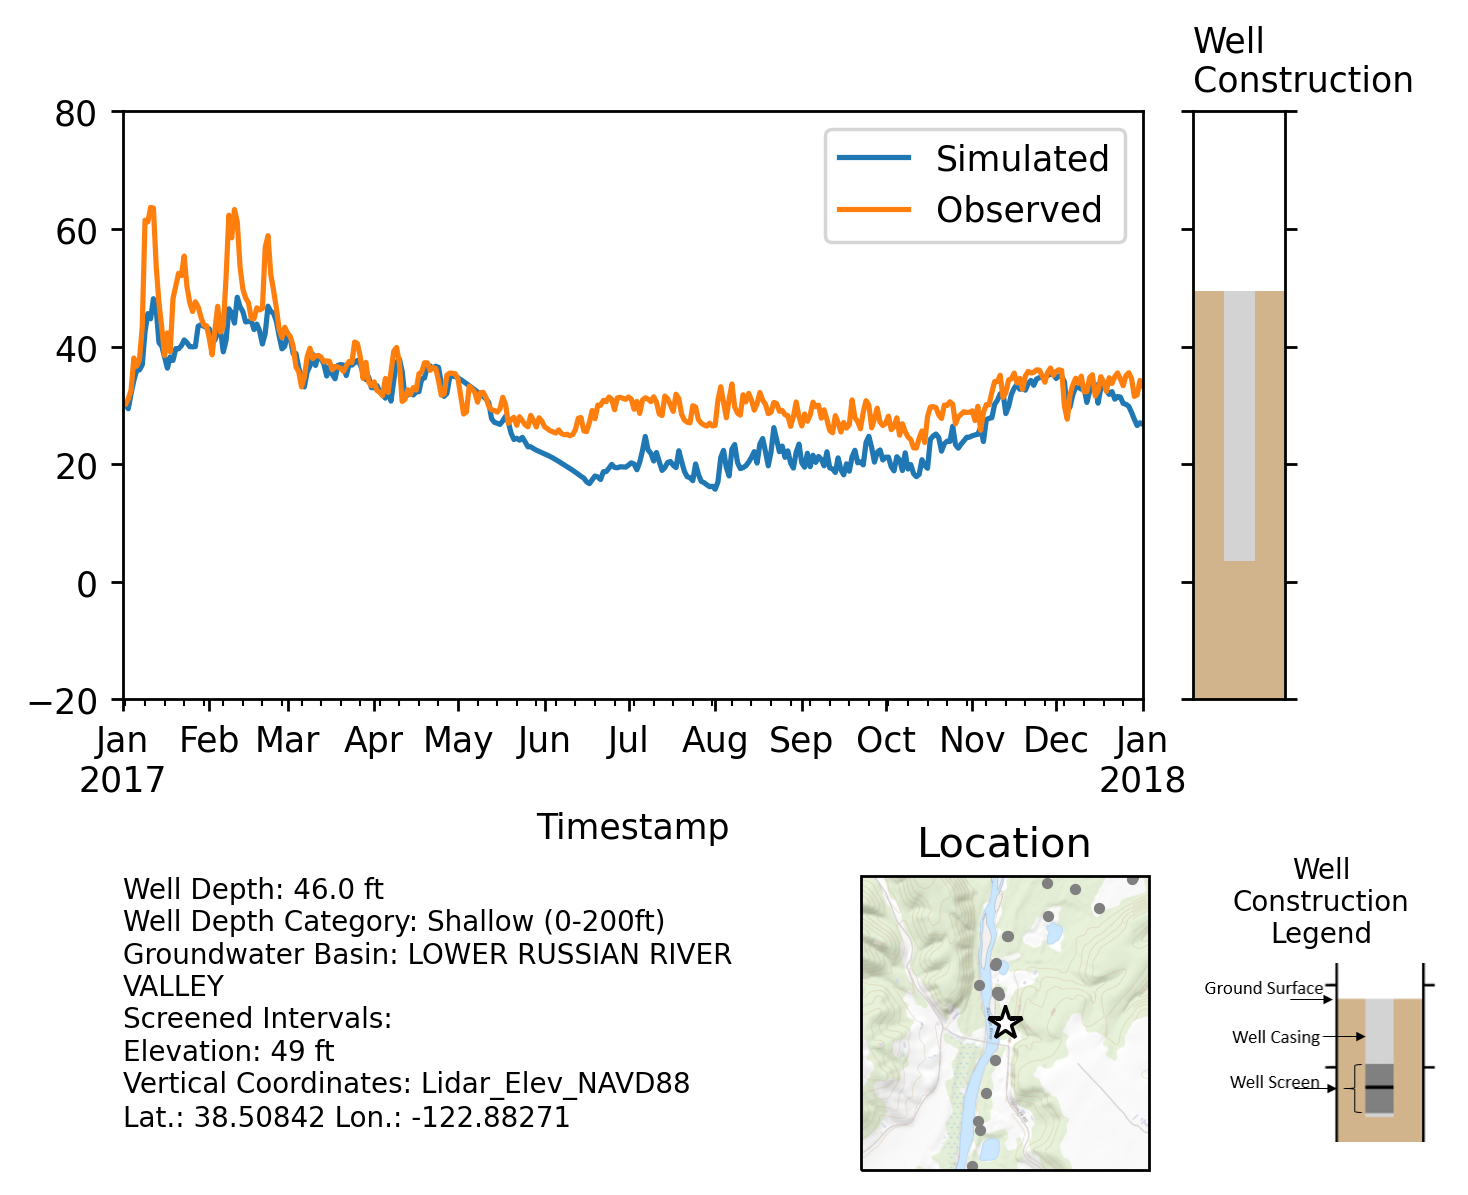 Well
Construction
80
60
40
20
0
−20
Simulated
Observed
Jan Feb Mar Apr May Jun Jul Aug Sep Oct Nov Dec Jan
2017 2018
Timestamp
Well Depth: 46.0 ft
Well Depth Category: Shallow (0-200ft)
Groundwater Basin: LOWER RUSSIAN RIVER
VALLEY
Screened Intervals:
Elevation: 49 ft
Vertical Coordinates: Lidar_Elev_NAVD88
Lat.: 38.50842 Lon.: -122.88271
Location
Well
Construction
Legend
Ground Surface
Well Casing
Well Screen